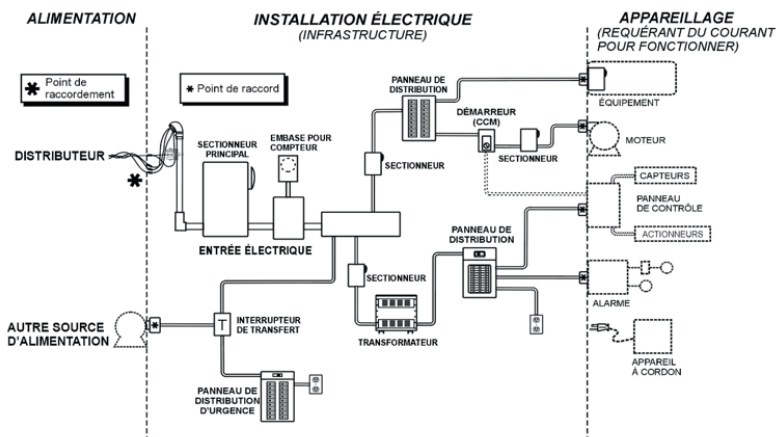 ALIMENTATION
INSTALLATION ÉLECTRIQUE
(INFRASTRUCTURE)
APPAREILLAGE
(REQUÉRANT DU COURANT
POUR FONCTIONNER)
* Point de
raccordement
* Point de raccord
DISTRIBUTEUR
*
SECTIONNEUR
PRINCIPAL
EMBASE POUR
COMPTEUR
ENTRÉE ÉLECTRIQUE
PANNEAU DE
DISTRIBUTION
SECTIONNEUR
DÉMARREUR
(CCM)
SECTIONNEUR
ÉQUIPEMENT
MOTEUR
CAPTEURS
PANNEAU
DE CONTRÔLE
ACTIONNEURS
PANNEAU DE
DISTRIBUTION
SECTIONNEUR
TRANSFORMATEUR
ALARME
APPAREIL
À CORDON
AUTRE SOURCE
D'ALIMENTATION
T
INTERRUPTEUR
DE TRANSFERT
PANNEAU DE
DISTRIBUTION
D'URGENCE